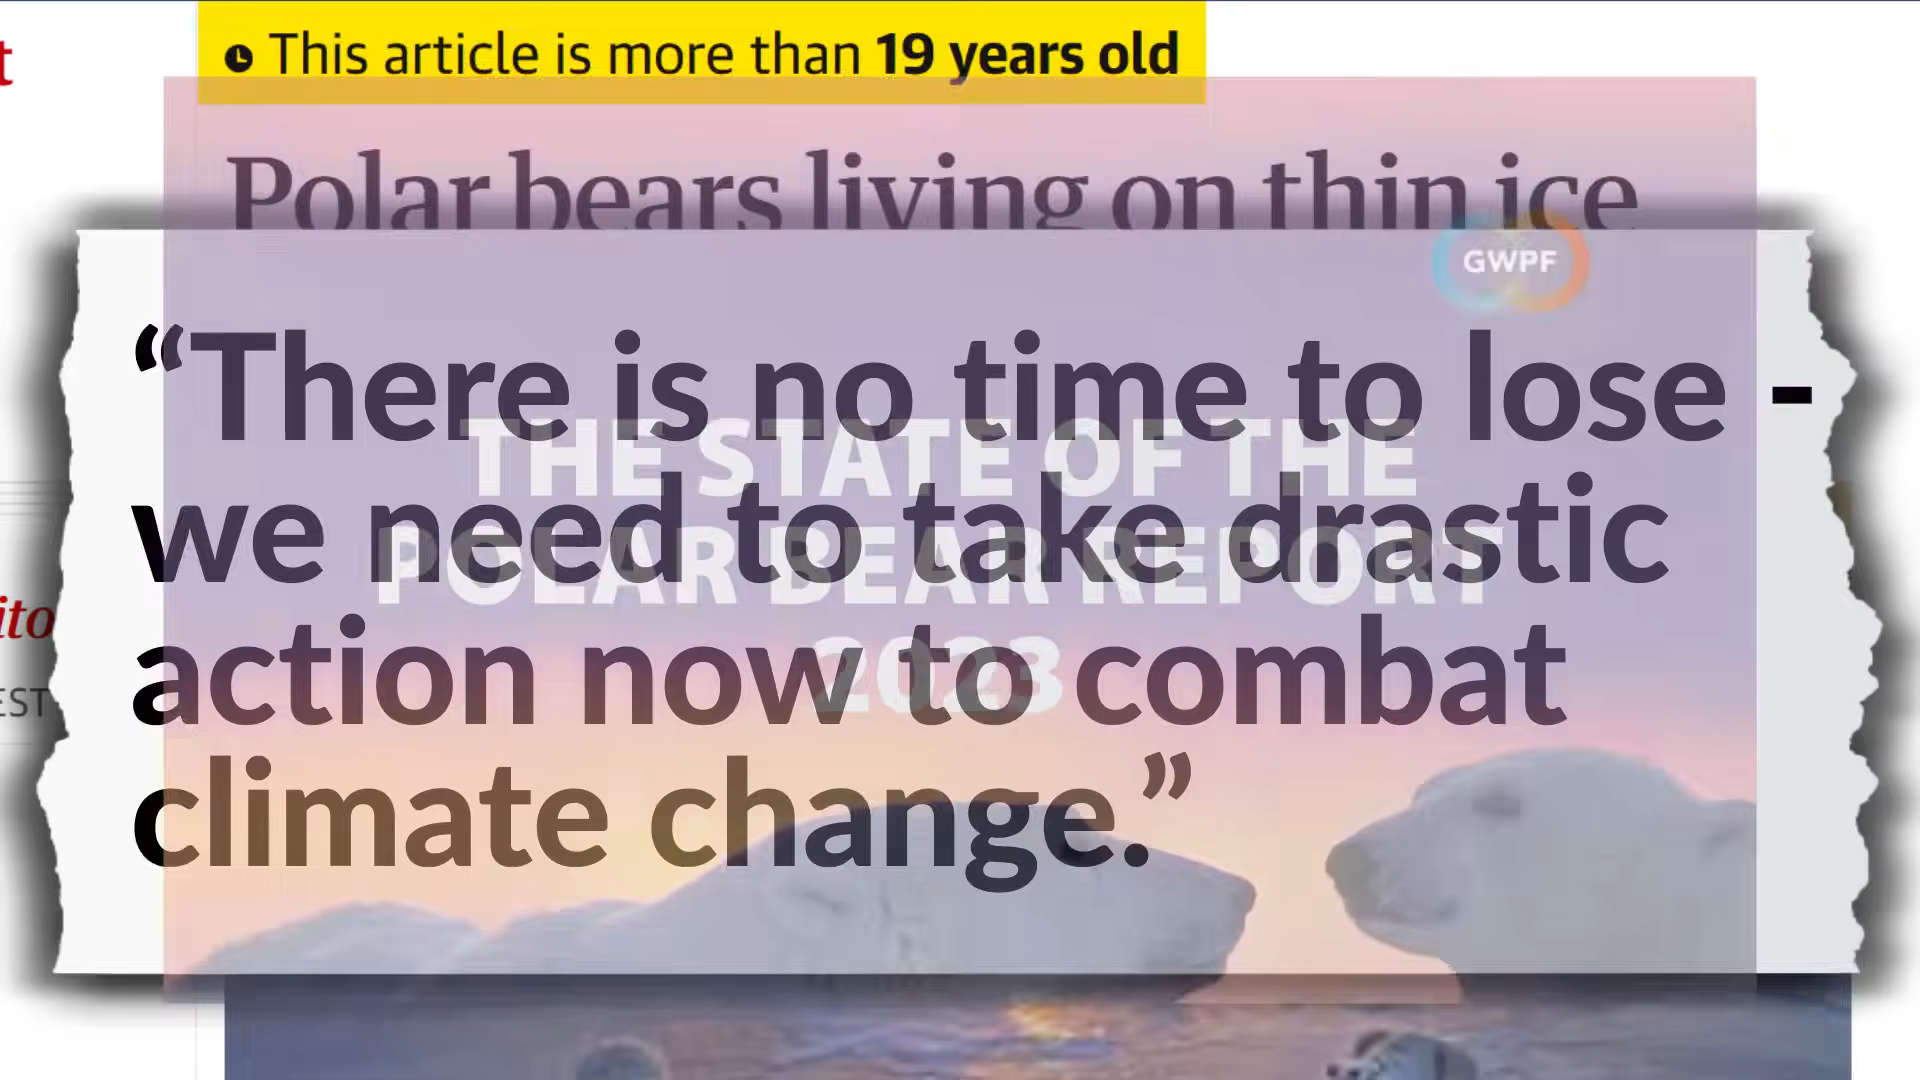 t
This article is more than 19 years old
Polar bears living on thin ice
GWPF
“There is no time to lose -
we need to take drastic
action now to combat
climate change.”
THE STATE OF THE
POLAR BEAR REPORT
2023
ito
EST